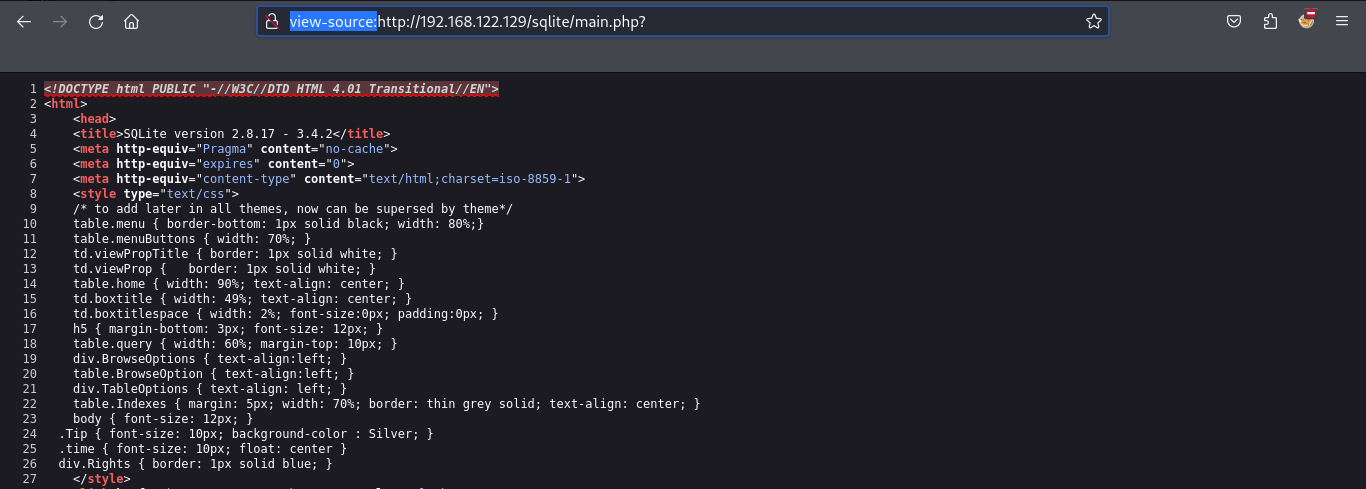 view-source:http://192.168.122.129/sqlite/main.php?
1 <!DOCTYPE html PUBLIC "-//W3C//DTD HTML 4.01 Transitional//EN">
2 <html>
3     <head>
4     <title>SQLite version 2.8.17 - 3.4.2</title>
5     <meta http-equiv="Pragma" content="no-cache">
6     <meta http-equiv="expires" content="0">
7     <meta http-equiv="content-type" content="text/html;charset=iso-8859-1">
8     <style type="text/css">
9     /* to add later in all themes, now can be supersed by theme*/
10     table.menu { border-bottom: 1px solid black; width: 80%;}
11     table.menuButtons { width: 70%; }
12     td.viewPropTitle { border: 1px solid white; }
13     td.viewProp {   border: 1px solid white; }
14     table.home { width: 90%; text-align: center; }
15     td.boxtitle { width: 49%; text-align: center; }
16     td.boxtitlespace { width: 2%; font-size:0px; padding:0px; }
17     h5 { margin-bottom: 3px; font-size: 12px; }
18     table.query { width: 60%; margin-top: 10px; }
19     div.BrowseOptions { text-align:left; }
20     table.BrowseOption { text-align:left; }
21     div.TableOptions { text-align: left; }
22     table.Indexes { margin: 5px; width: 70%; border: thin grey solid; text-align: center; }
23     body { font-size: 12px; }
24   .Tip { font-size: 10px; background-color : Silver; }
25   .time { font-size: 10px; float: center }
26   div.Rights { border: 1px solid blue; }
27     </style>